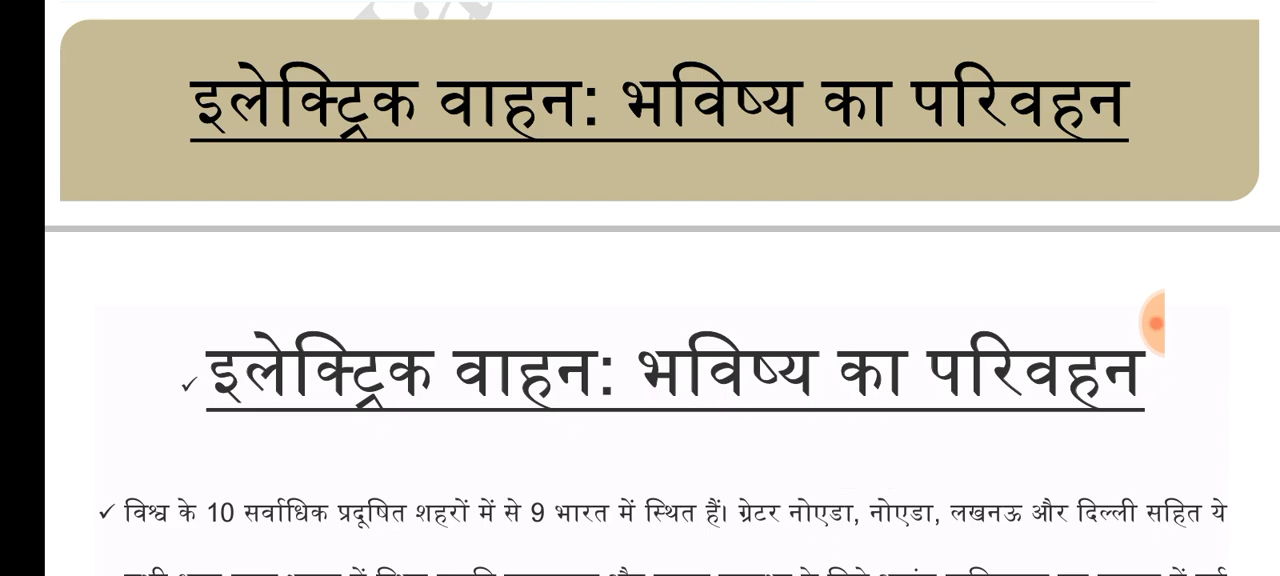 इलेक्ट्रिक वाहन: भविष्य का परिवहन
✓ इलेक्ट्रिक वाहन: भविष्य का परिवहन
✓ विश्व के 10 सर्वाधिक प्रदूषित शहरों में से 9 भारत में स्थित हैं। ग्रेटर नोएडा, नोएडा, लखनऊ और दिल्ली सहित ये